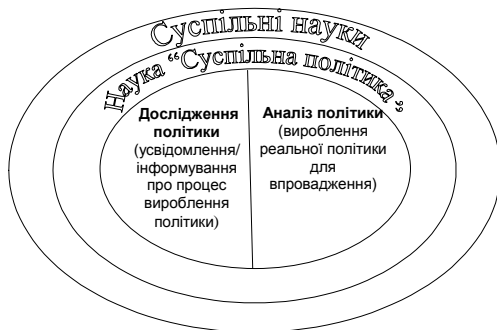 Суспільні науки
Наука “Суспільна політика”
Дослідження
політики
(усвідомлення/
інформування
про процес
вироблення
політики)
Аналіз політики
(вироблення
реальної політики
для
впровадження)